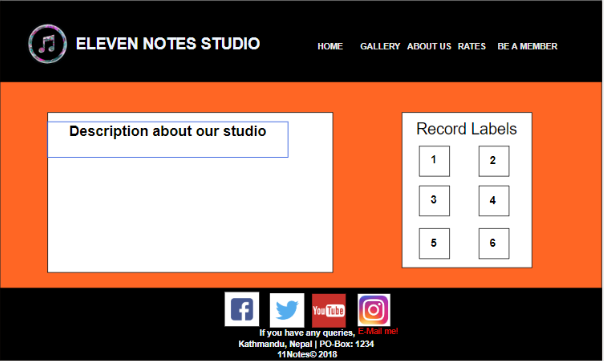 ELEVEN NOTES STUDIO
HOME GALLERY ABOUT US RATES BE A MEMBER
Description about our studio
Record Labels
1 2
3 4
5 6
You Tube
If you have any queries, E-Mail me!
Kathmandu, Nepal | PO-Box: 1234
11Notes© 2018